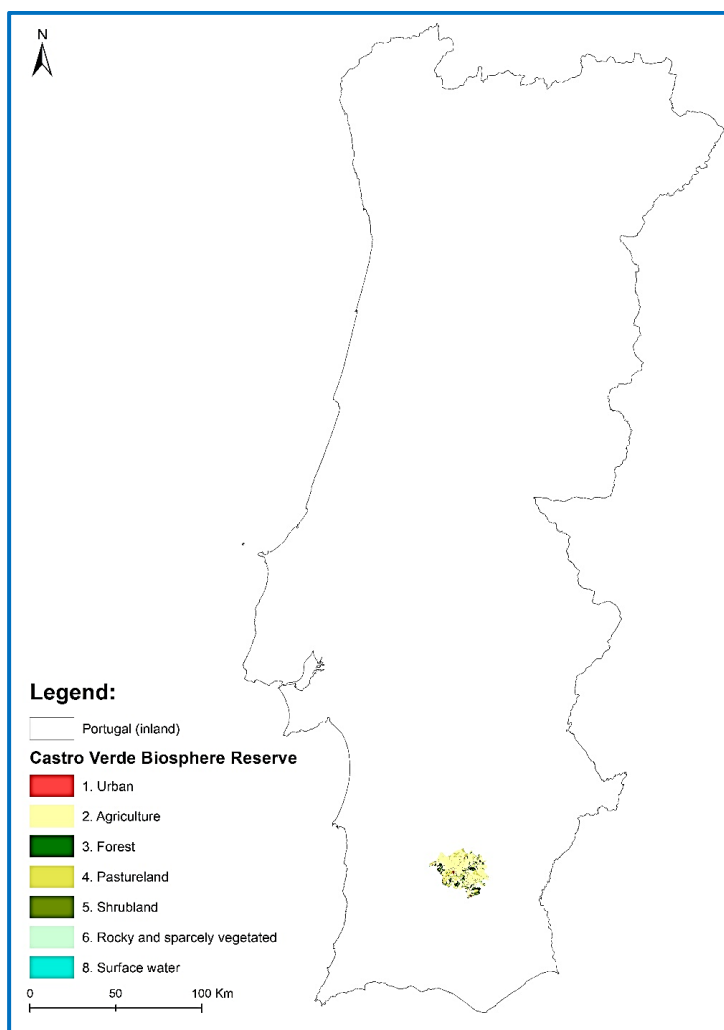 N
Legend:
Portugal (inland)
Castro Verde Biosphere Reserve
1. Urban
2. Agriculture
3. Forest
4. Pastureland
5. Shrubland
6. Rocky and sparcely vegetated
8. Surface water
0 50 100 Km